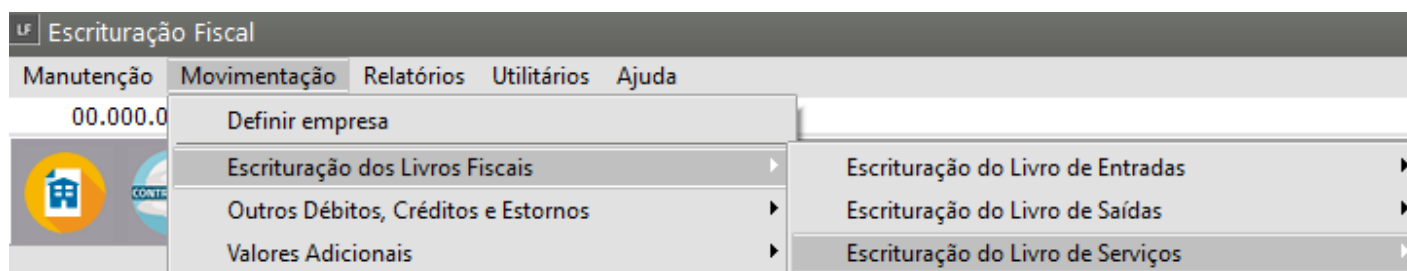 LF Escrituração Fiscal
Manutenção Movimentação Relatórios Utilitários Ajuda
00.000.0
Definir empresa
Escrituração dos Livros Fiscais
Outros Débitos, Créditos e Estornos
Valores Adicionais
Escrituração do Livro de Entradas
Escrituração do Livro de Saídas
Escrituração do Livro de Serviços